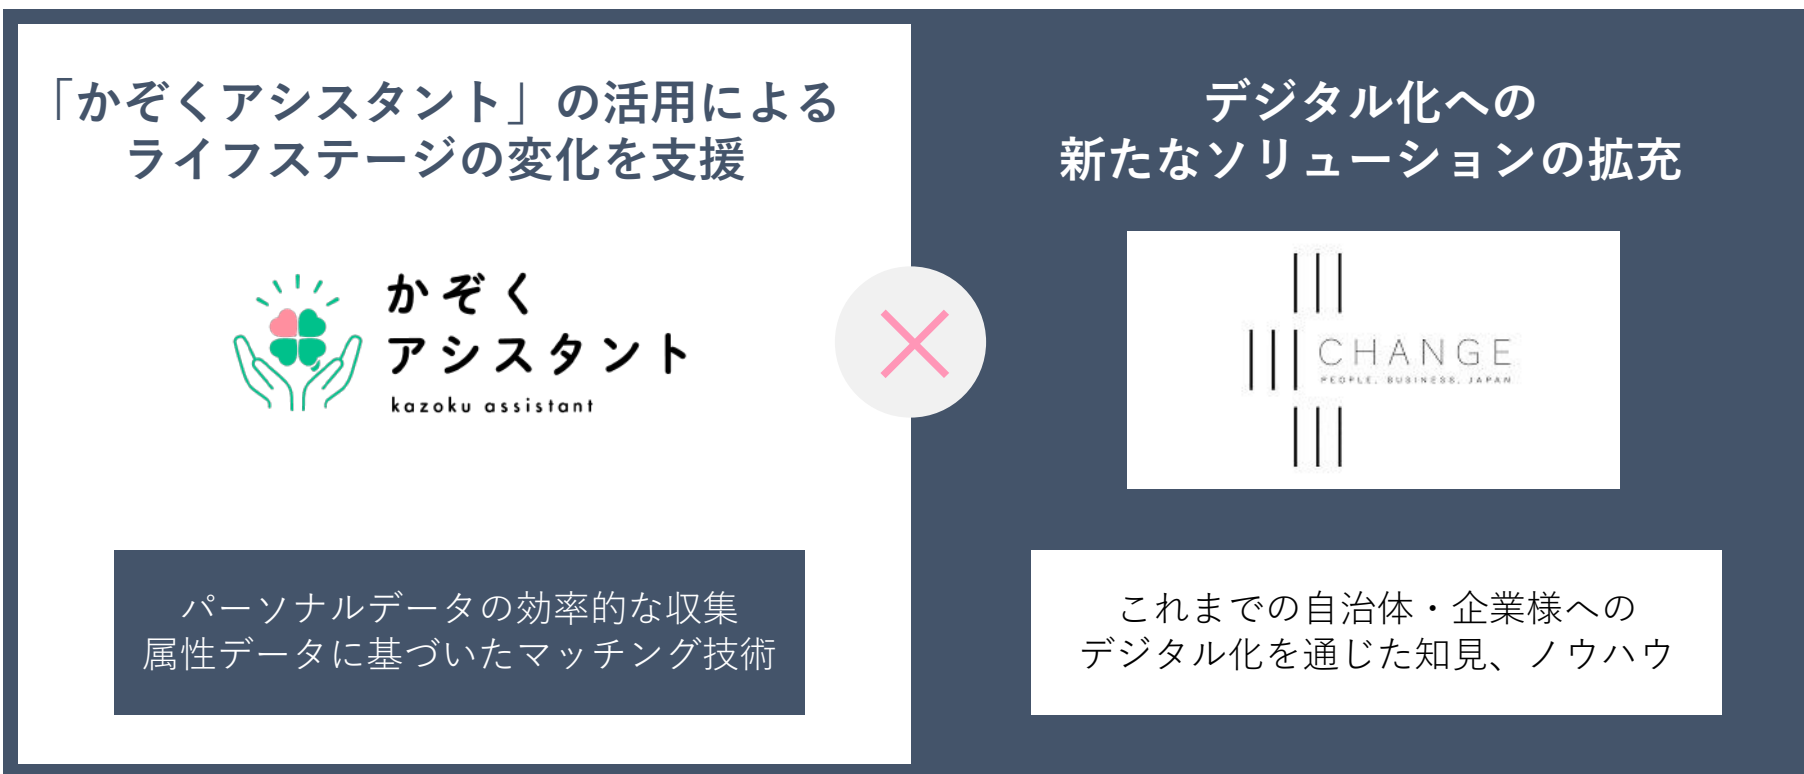 「かぞくアシスタント」の活用による
ライフステージの変化を支援
かぞく
アシスタント
kazoku assistant
パーソナルデータの効率的な収集
属性データに基づいたマッチング技術
デジタル化への
新たなソリューションの拡充
CHANGE
PEOPLE, BUSINESS, JAPAN
これまでの自治体・企業様への
デジタル化を通じた知見、ノウハウ